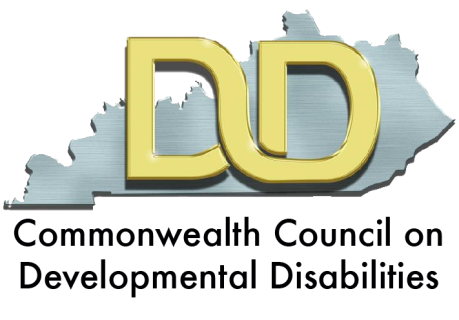 DD
Commonwealth Council on
Developmental Disabilities